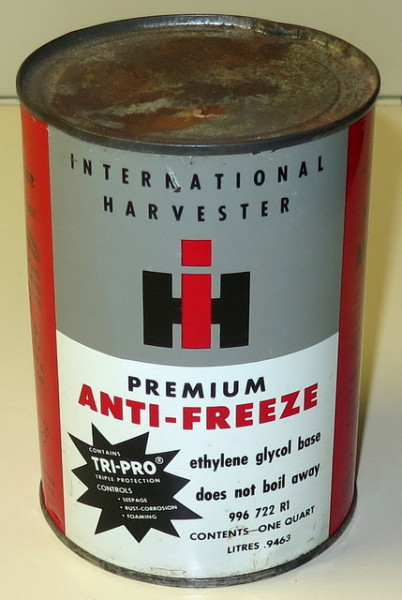 INTERNATIONAL
HARVESTER
IH
PREMIUM
ANTI-FREEZE
CONTAINS
TRI-PRO®
TRIPLE PROTECTION
CONTROLS
• SEEPAGE
• RUST-CORROSION
• FOAMING
ethylene glycol base
does not boil away
996 722 R1
CONTENTS—ONE QUART
LITRES .9463